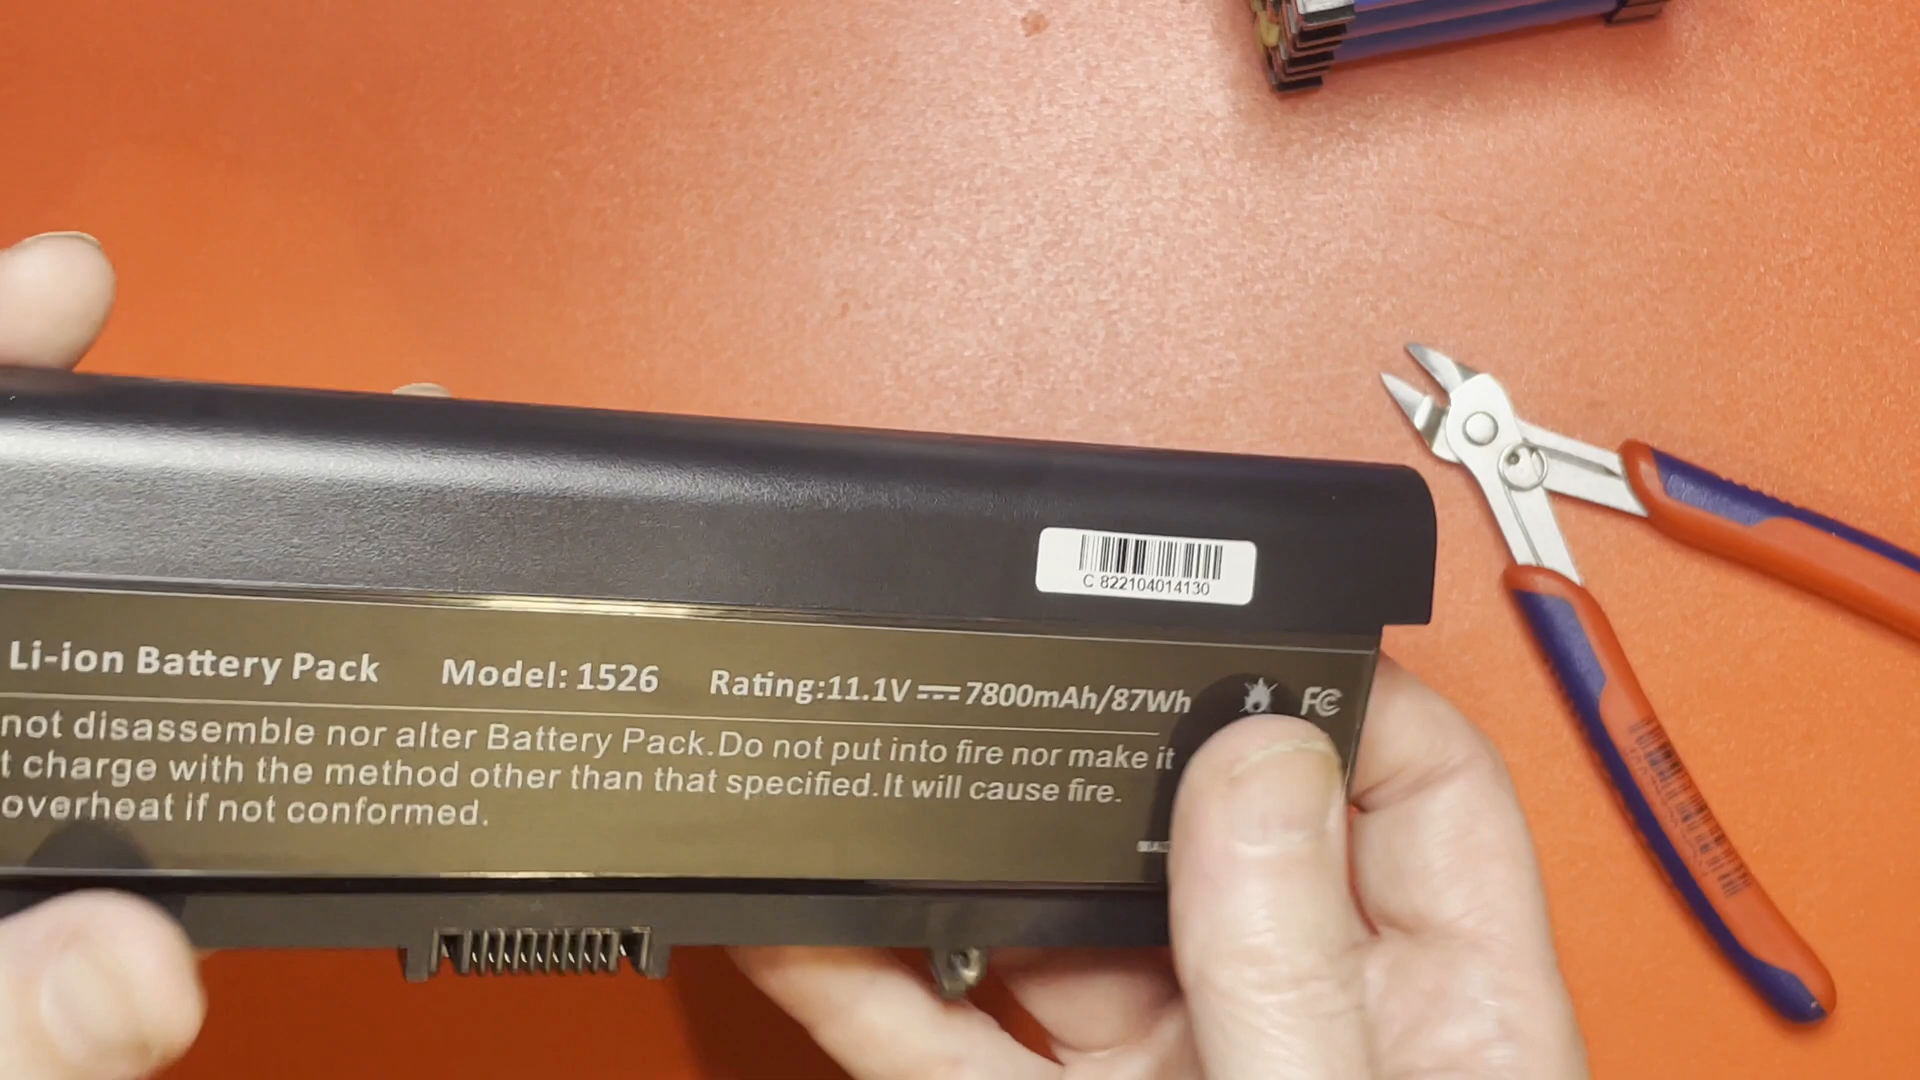 C 822104014130
Li-ion Battery Pack Model: 1526 Rating:11.1V⎓7800mAh/87Wh FC
not disassemble nor alter Battery Pack.Do not put into fire nor make it
t charge with the method other than that specified.It will cause fire.
overheat if not conformed.